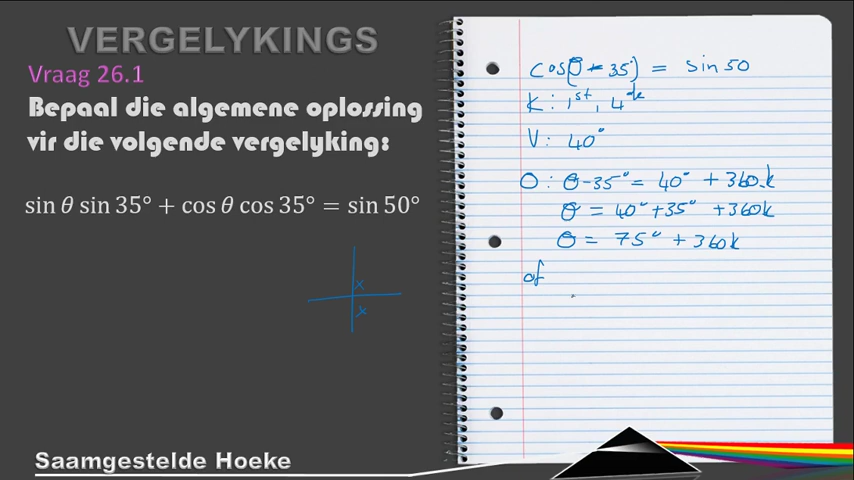 VERGELYKINGS
Vraag 26.1
Bepaal die algemene oplossing
vir die volgende vergelyking:
sin θ sin 35° + cos θ cos 35° = sin 50°
x
x
Saamgestelde Hoeke
cos(θ - 35°) = sin 50
K: 1st, 4de
V: 40°
O: θ-35° = 40° + 360k
θ = 40° + 35° + 360k
θ = 75° + 360k
of